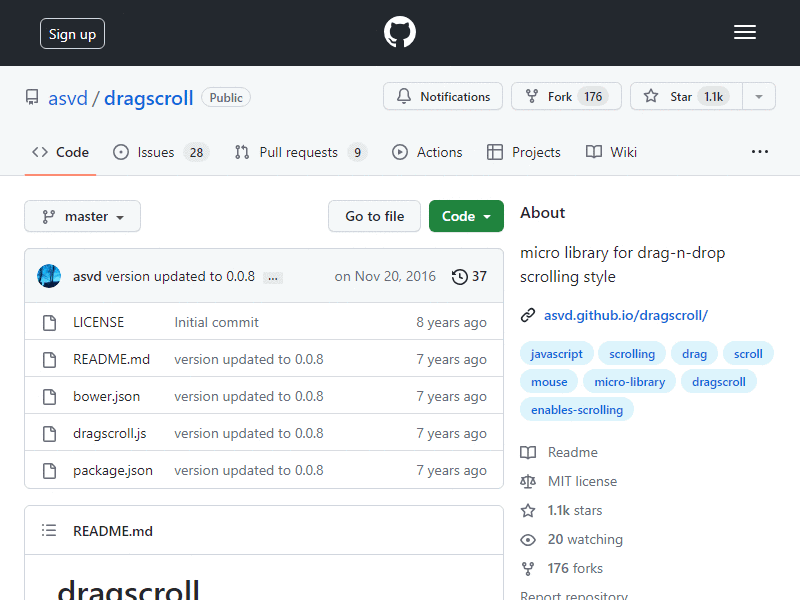 Sign up
asvd / dragscroll Public
Notifications
Fork 176
Star 1.1k
Code
Issues 28
Pull requests 9
Actions
Projects
Wiki
master
Go to file
Code
asvd version updated to 0.0.8 ...
on Nov 20, 2016
37
LICENSE Initial commit 8 years ago
README.md version updated to 0.0.8 7 years ago
bower.json version updated to 0.0.8 7 years ago
dragscroll.js version updated to 0.0.8 7 years ago
package.json version updated to 0.0.8 7 years ago
README.md
dragscroll
About
micro library for drag-n-drop
scrolling style
asvd.github.io/dragscroll/
javascript scrolling drag scroll
mouse micro-library dragscroll
enables-scrolling
Readme
MIT license
1.1k stars
20 watching
176 forks
Report repository